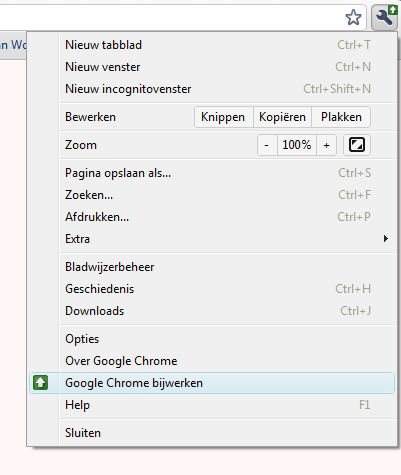 an Wo
Nieuw tabblad Ctrl+T
Nieuw venster Ctrl+N
Nieuw incognitovenster Ctrl+Shift+N
Bewerken Knippen Kopiëren Plakken
Zoom - 100% +
Pagina opslaan als... Ctrl+S
Zoeken... Ctrl+F
Afdrukken... Ctrl+P
Extra
Bladwijzerbeheer
Geschiedenis Ctrl+H
Downloads Ctrl+J
Opties
Over Google Chrome
Google Chrome bijwerken
Help F1
Sluiten